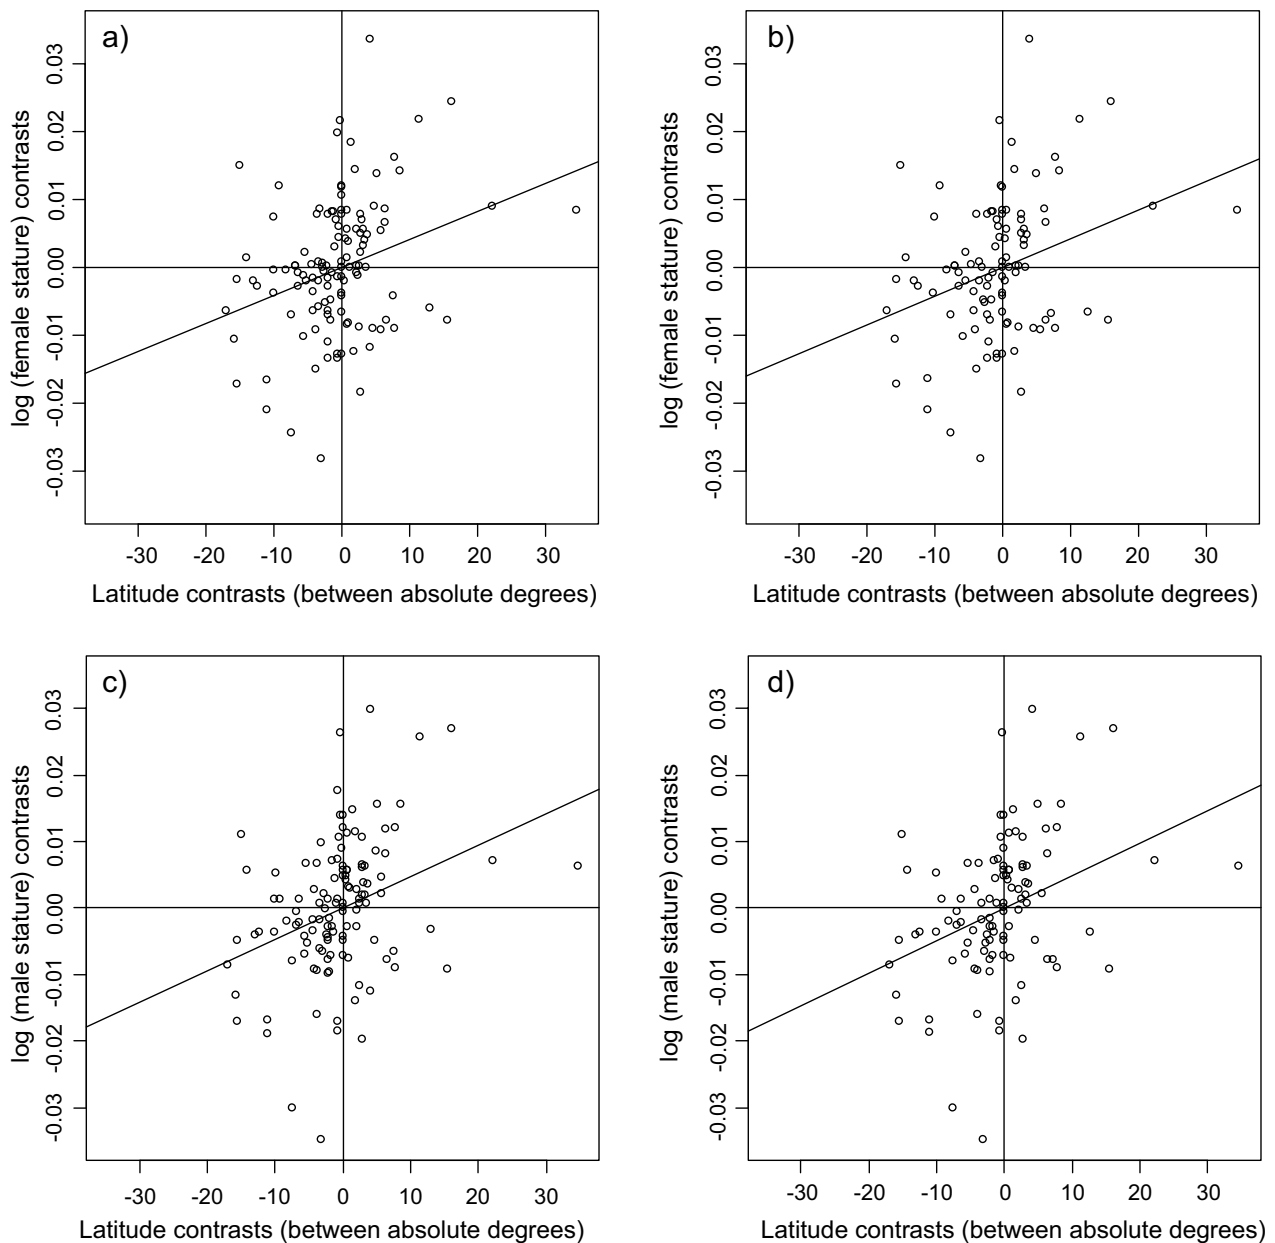 a)
log (female stature) contrasts
0.03
0.02
0.01
0.00
-0.01
-0.02
-0.03
-30 -20 -10 0 10 20 30
Latitude contrasts (between absolute degrees)
b)
log (female stature) contrasts
0.03
0.02
0.01
0.00
-0.01
-0.02
-0.03
-30 -20 -10 0 10 20 30
Latitude contrasts (between absolute degrees)
c)
log (male stature) contrasts
0.03
0.02
0.01
0.00
-0.01
-0.02
-0.03
-30 -20 -10 0 10 20 30
Latitude contrasts (between absolute degrees)
d)
log (male stature) contrasts
0.03
0.02
0.01
0.00
-0.01
-0.02
-0.03
-30 -20 -10 0 10 20 30
Latitude contrasts (between absolute degrees)